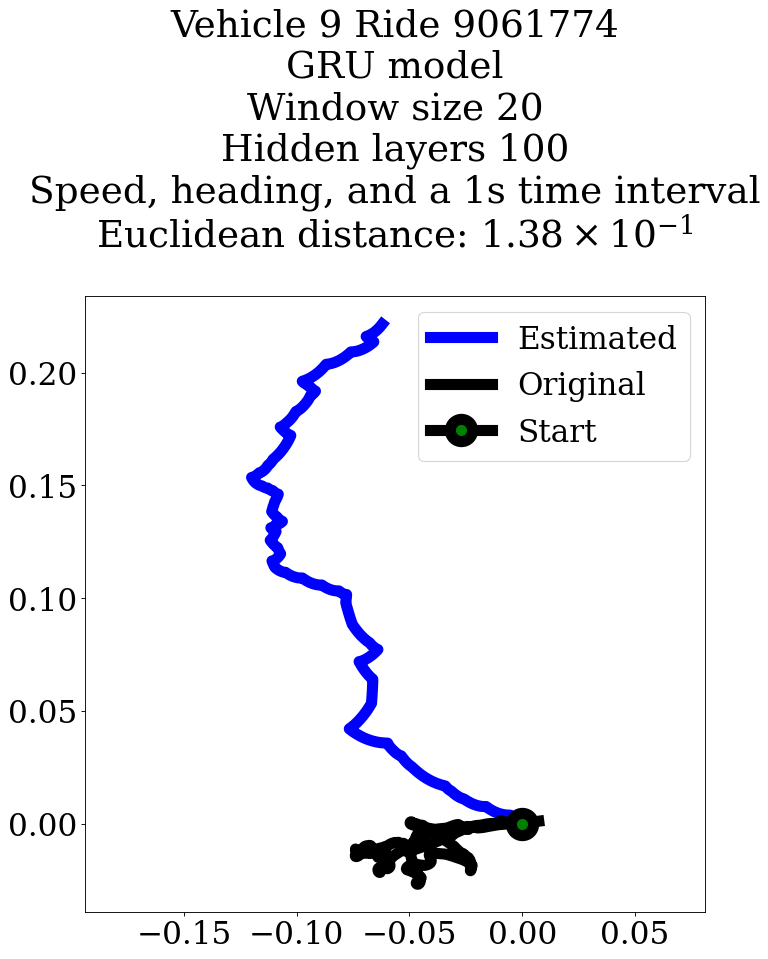 Vehicle 9 Ride 9061774
GRU model
Window size 20
Hidden layers 100
Speed, heading, and a 1s time interval
Euclidean distance: 1.38 × 10⁻¹
Estimated
Original
Start
0.20
0.15
0.10
0.05
0.00
−0.15 −0.10 −0.05 0.00 0.05